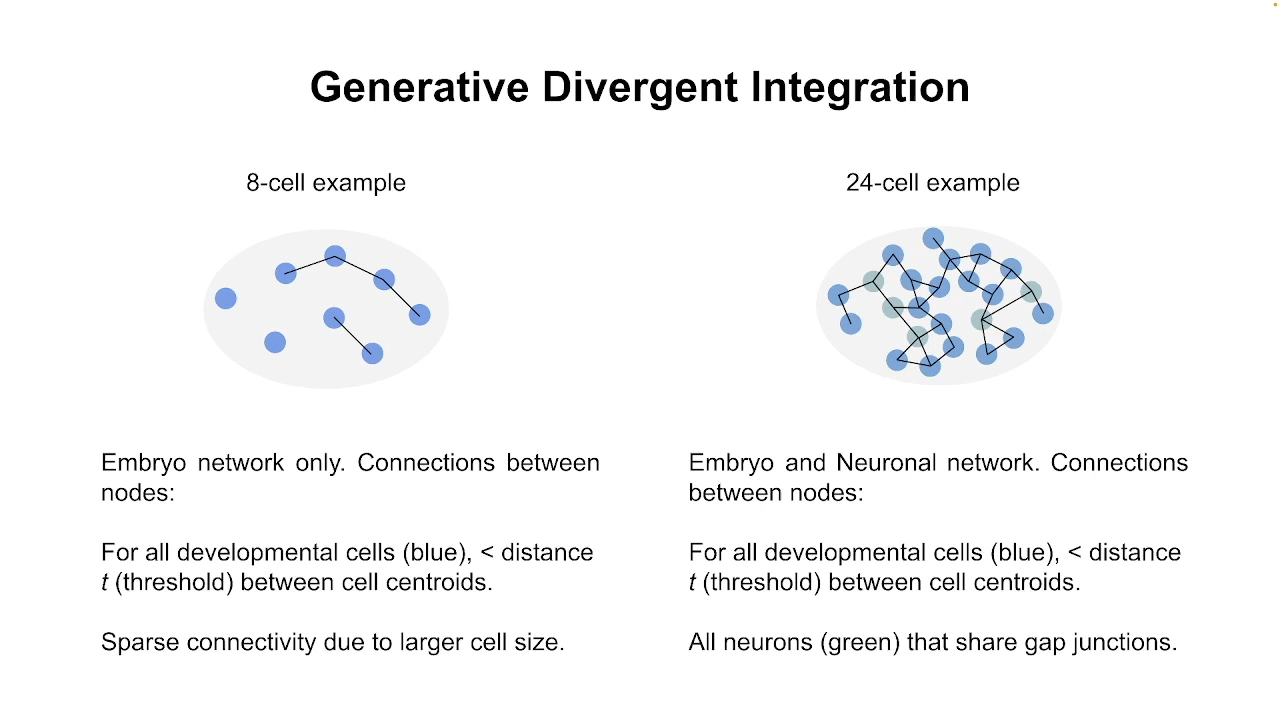 Generative Divergent Integration
8-cell example
24-cell example
Embryo network only. Connections between
nodes:
For all developmental cells (blue), < distance
t (threshold) between cell centroids.
Sparse connectivity due to larger cell size.
Embryo and Neuronal network. Connections
between nodes:
For all developmental cells (blue), < distance
t (threshold) between cell centroids.
All neurons (green) that share gap junctions.